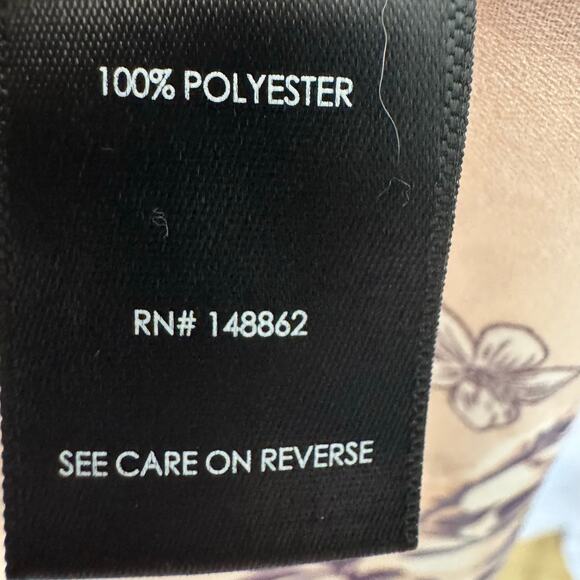 100% POLYESTER
RN# 148862
SEE CARE ON REVERSE